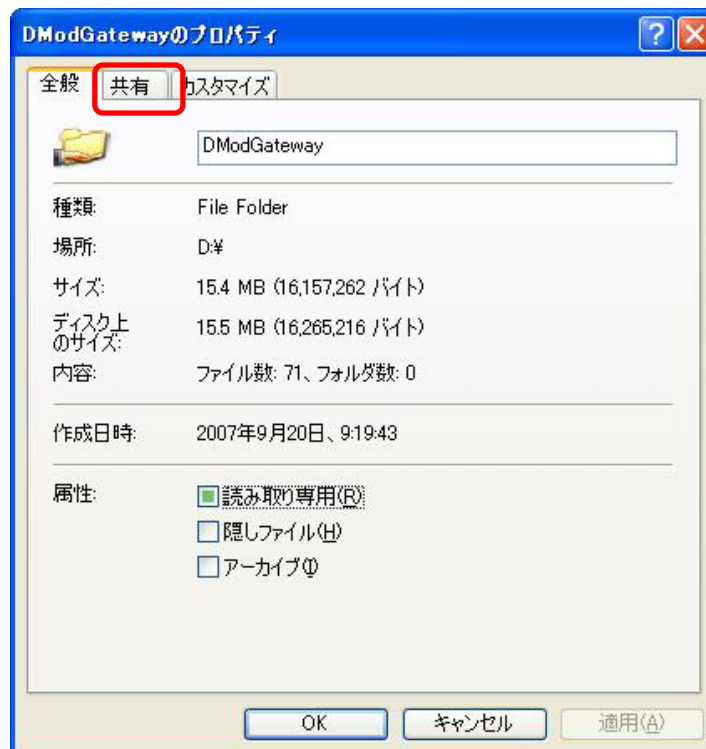 DModGatewayのプロパティ
全般 共有 カスタマイズ
DModGateway
種類: File Folder
場所: D:¥
サイズ: 15.4 MB (16,157,262 バイト)
ディスク上
のサイズ: 15.5 MB (16,265,216 バイト)
内容: ファイル数: 71、フォルダ数: 0
作成日時: 2007年9月20日、9:19:43
属性: 読み取り専用(R)
隠しファイル(H)
アーカイブ(I)
OK キャンセル 適用(A)